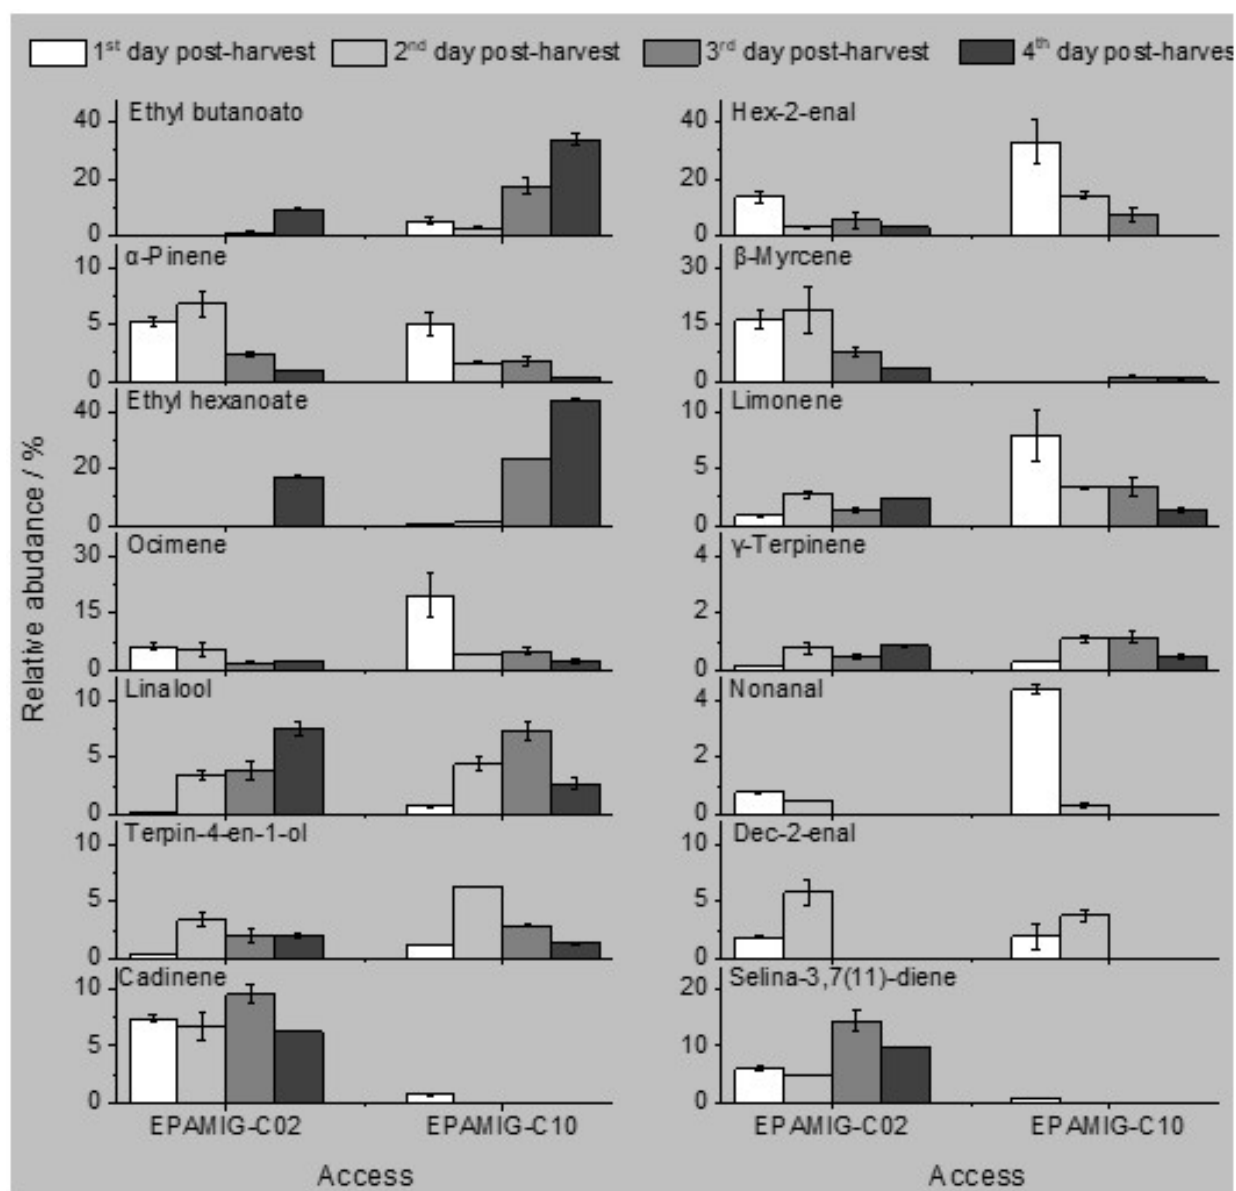 1st day post-harvest 2nd day post-harvest 3rd day post-harvest 4th day post-harves
Relative abudance / %
Ethyl butanoato
40
20
0
Hex-2-enal
40
20
0
α-Pinene
10
5
0
β-Myrcene
30
15
0
Ethyl hexanoate
40
20
0
Limonene
10
5
0
Ocimene
30
15
0
γ-Terpinene
4
2
0
Linalool
10
5
0
Nonanal
4
2
0
Terpin-4-en-1-ol
10
5
0
Dec-2-enal
10
5
0
Cadinene
10
5
0
Selina-3,7(11)-diene
20
10
0
EPAMIG-C02 EPAMIG-C10 EPAMIG-C02 EPAMIG-C10
Access Access